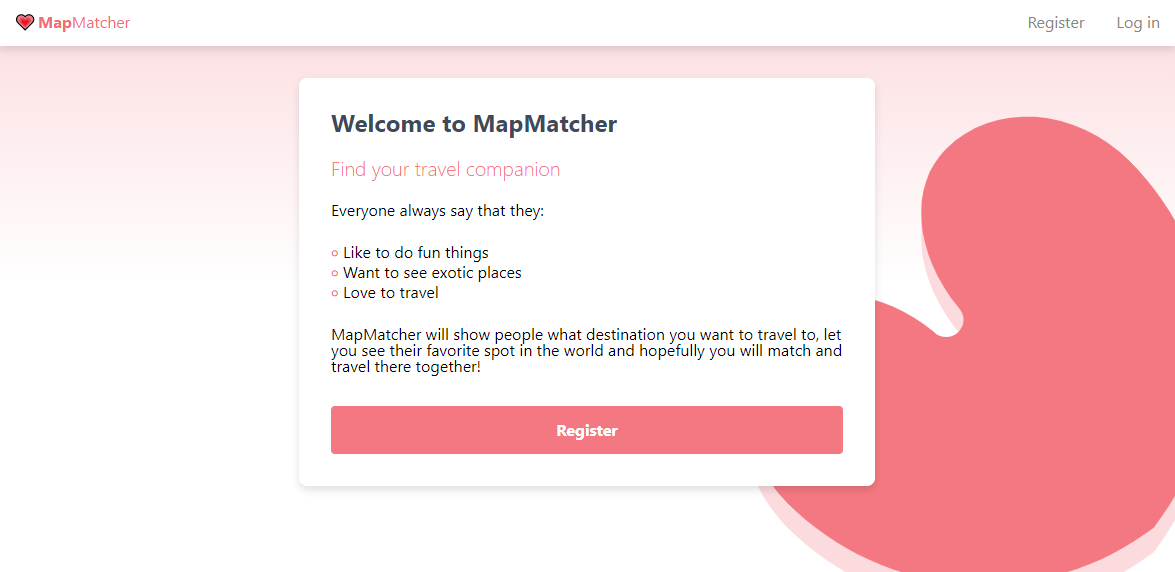 MapMatcher
Register
Log in
Welcome to MapMatcher
Find your travel companion
Everyone always say that they:
Like to do fun things
Want to see exotic places
Love to travel
MapMatcher will show people what destination you want to travel to, let
you see their favorite spot in the world and hopefully you will match and
travel there together!
Register